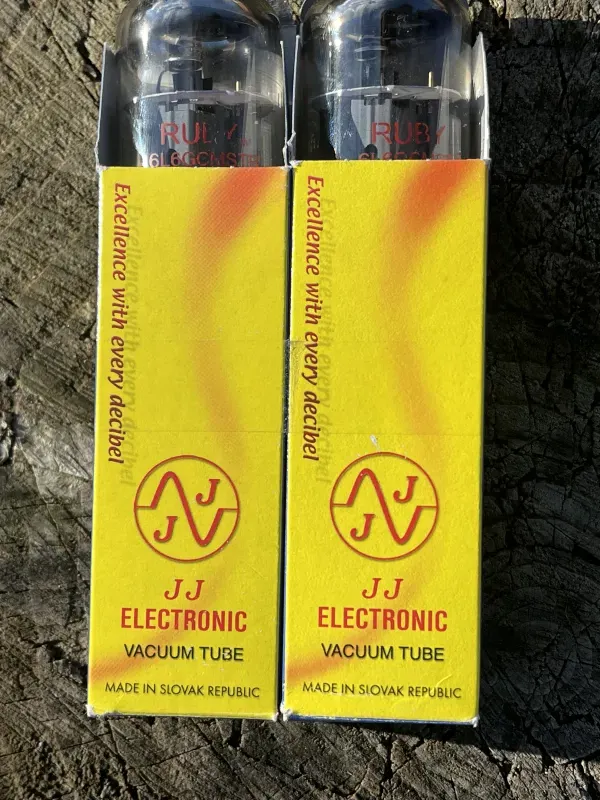 RUBY
6L6GCMSTR
RUBY
Excellence with every decibel
JJ
JJ
ELECTRONIC
VACUUM TUBE
MADE IN SLOVAK REPUBLIC
Excellence with every decibel
JJ
JJ
ELECTRONIC
VACUUM TUBE
MADE IN SLOVAK REPUBLIC